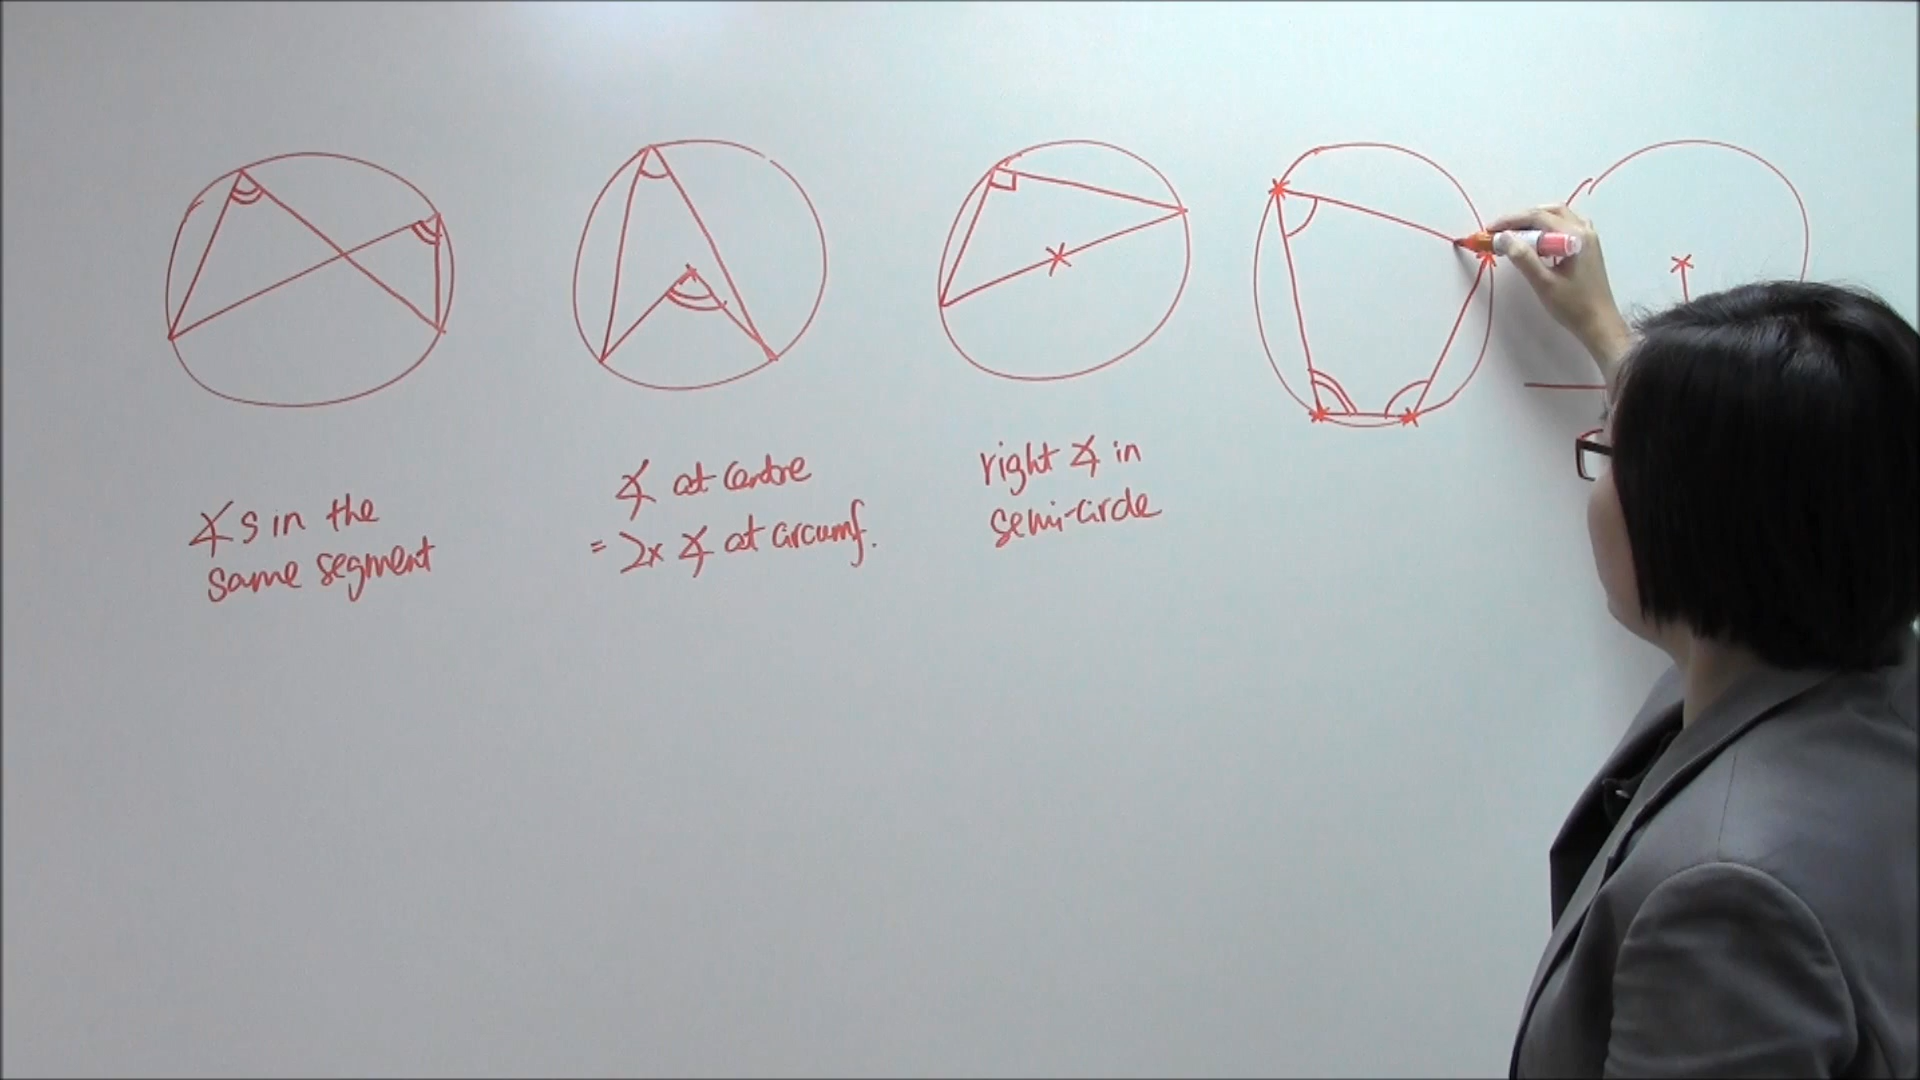 ∡s in the
same segment
∡ at centre
= 2x ∡ at circumf.
right ∡ in
semi-circle